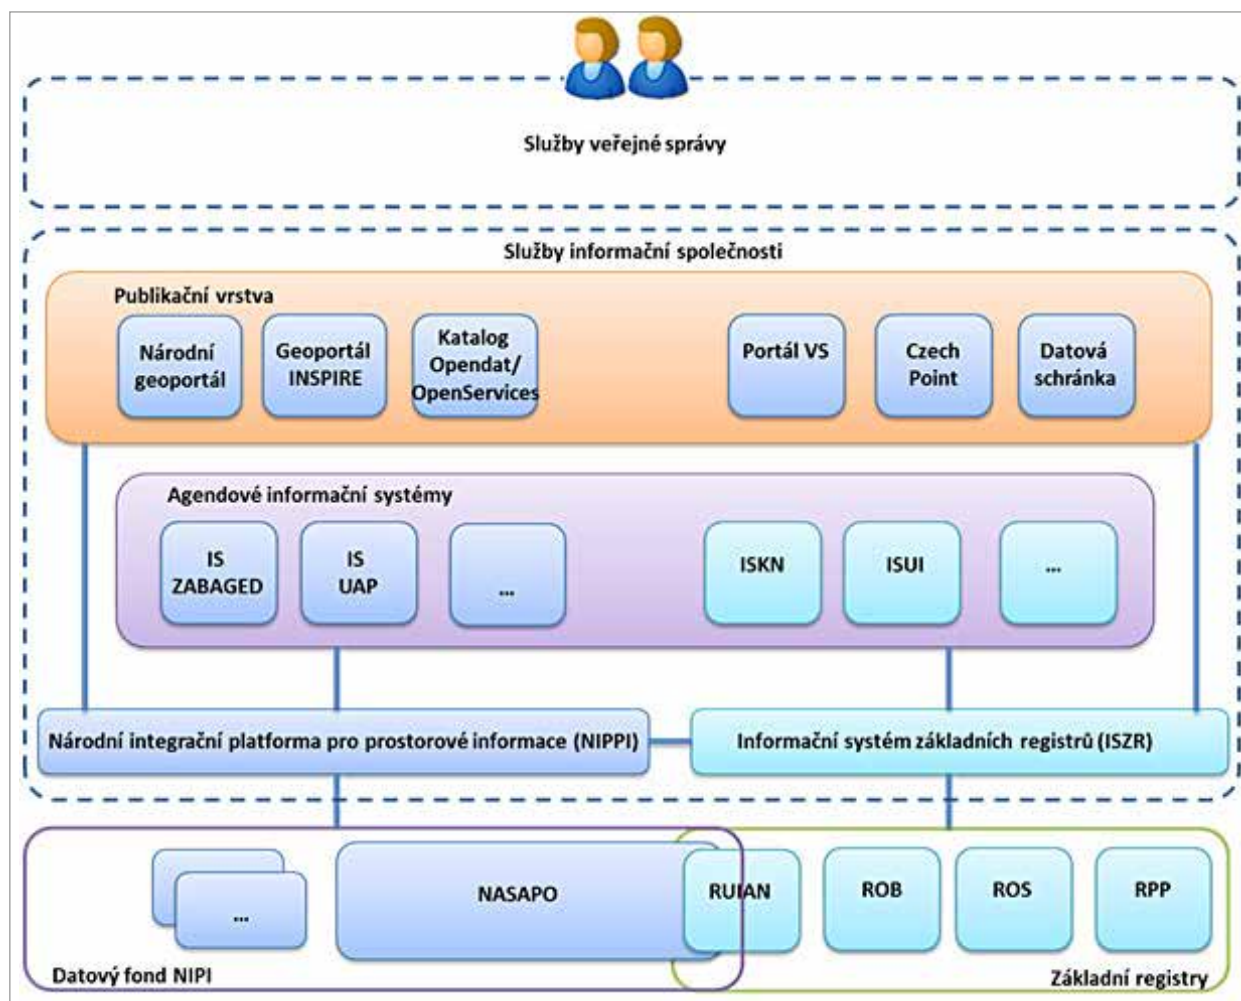 Služby veřejné správy
Služby informační společnosti
Publikační vrstva
Národní
geoportál
Geoportál
INSPIRE
Katalog
Opendat/
OpenServices
Portál VS
Czech
Point
Datová
schránka
Agendové informační systémy
IS
ZABAGED
IS
UAP
...
ISKN
ISUI
...
Národní integrační platforma pro prostorové informace (NIPPI)
Informační systém základních registrů (ISZR)
...
NASAPO
RUIAN
ROB
ROS
RPP
Datový fond NIPI
Základní registry